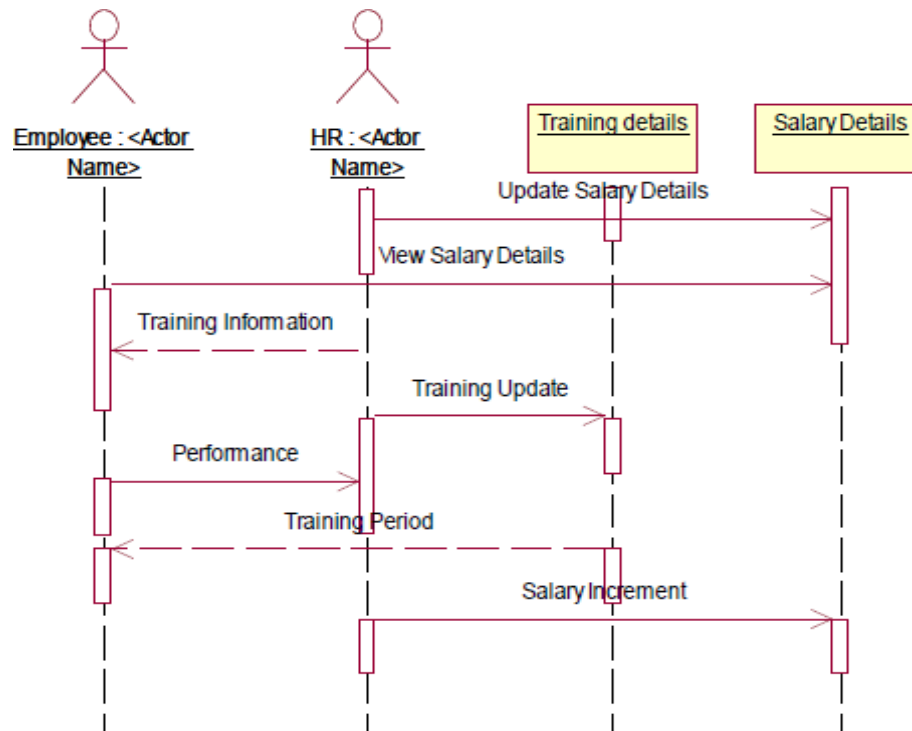 Employee : <Actor
Name>
HR : <Actor
Name>
Training details
Salary Details
Update Salary Details
View Salary Details
Training Information
Training Update
Performance
Training Period
Salary Increment